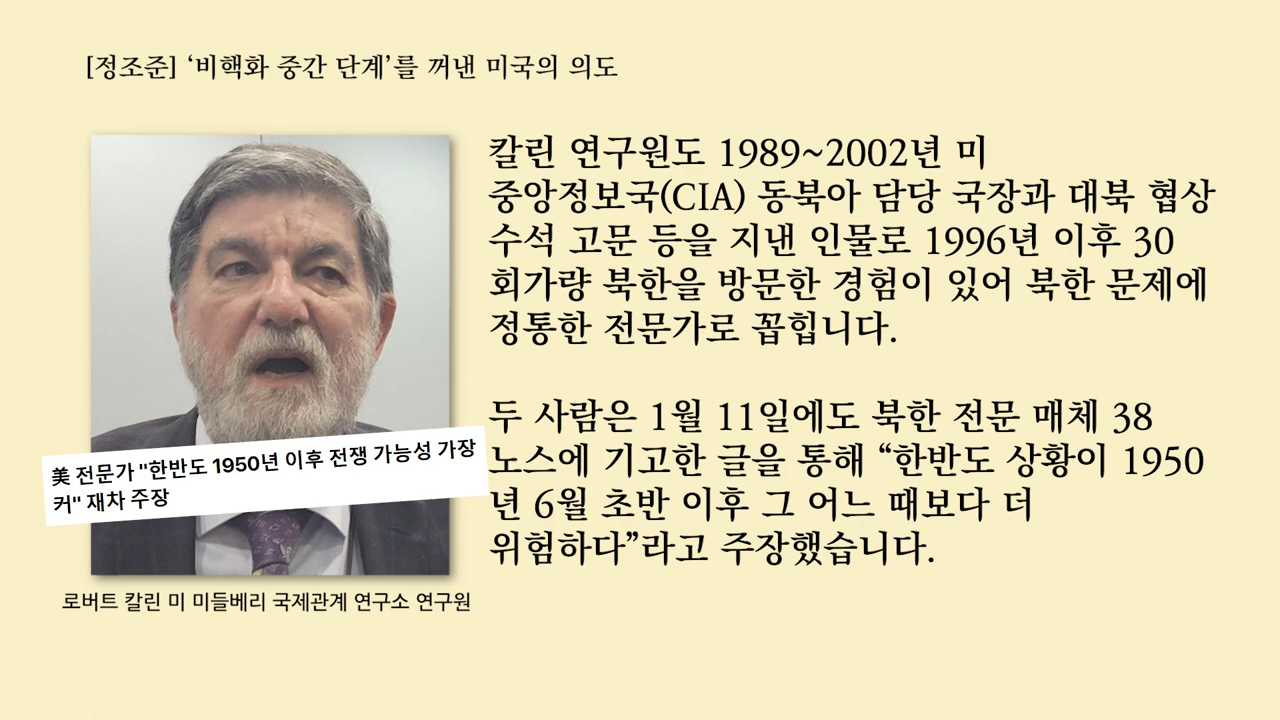 [정조준] ‘비핵화 중간 단계’를 꺼낸 미국의 의도
칼린 연구원도 1989~2002년 미
중앙정보국(CIA) 동북아 담당 국장과 대북 협상
수석 고문 등을 지낸 인물로 1996년 이후 30
회가량 북한을 방문한 경험이 있어 북한 문제에
정통한 전문가로 꼽힙니다.
두 사람은 1월 11일에도 북한 전문 매체 38
노스에 기고한 글을 통해 “한반도 상황이 1950
년 6월 초반 이후 그 어느 때보다 더
위험하다”라고 주장했습니다.
美 전문가 "한반도 1950년 이후 전쟁 가능성 가장
커" 재차 주장
로버트 칼린 미 미들베리 국제관계 연구소 연구원